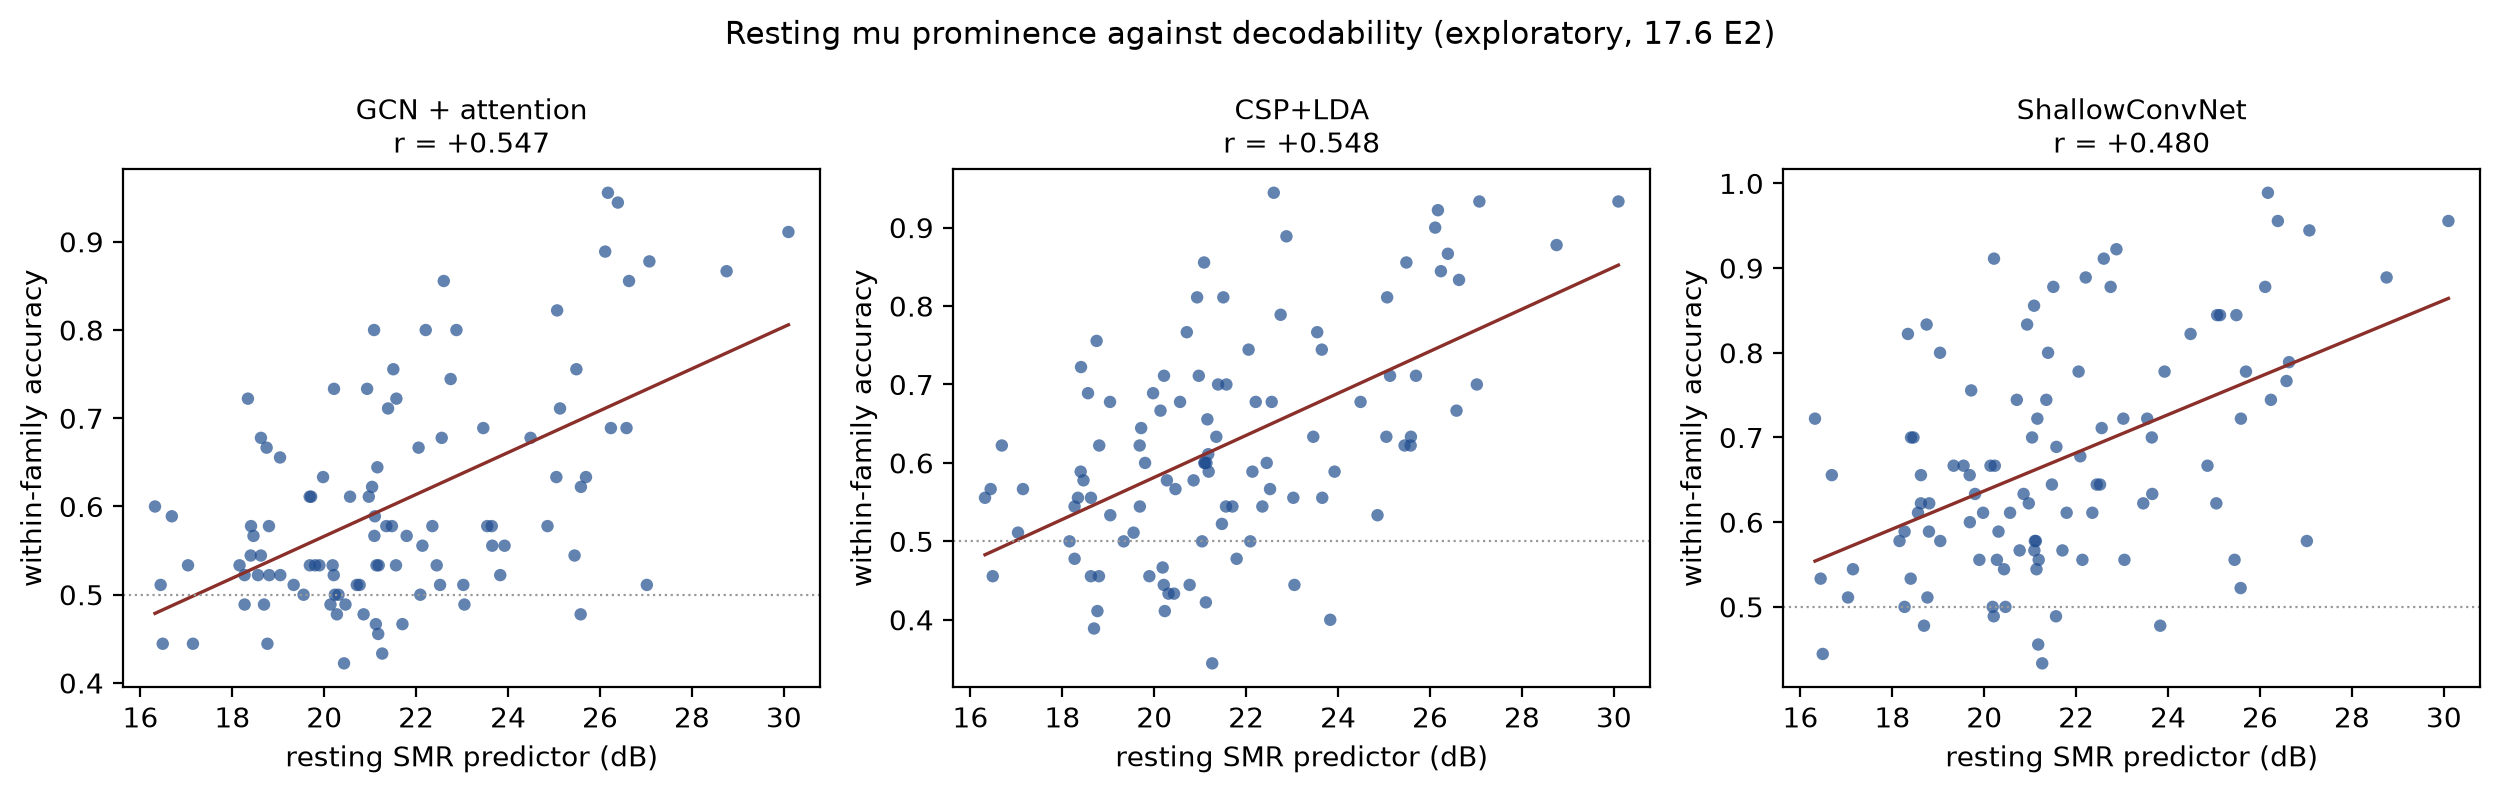 Resting mu prominence against decodability (exploratory, 17.6 E2)
GCN + attention
r = +0.547
within-family accuracy
0.9
0.8
0.7
0.6
0.5
0.4
16 18 20 22 24 26 28 30
resting SMR predictor (dB)
CSP+LDA
r = +0.548
within-family accuracy
0.9
0.8
0.7
0.6
0.5
0.4
16 18 20 22 24 26 28 30
resting SMR predictor (dB)
ShallowConvNet
r = +0.480
within-family accuracy
1.0
0.9
0.8
0.7
0.6
0.5
16 18 20 22 24 26 28 30
resting SMR predictor (dB)